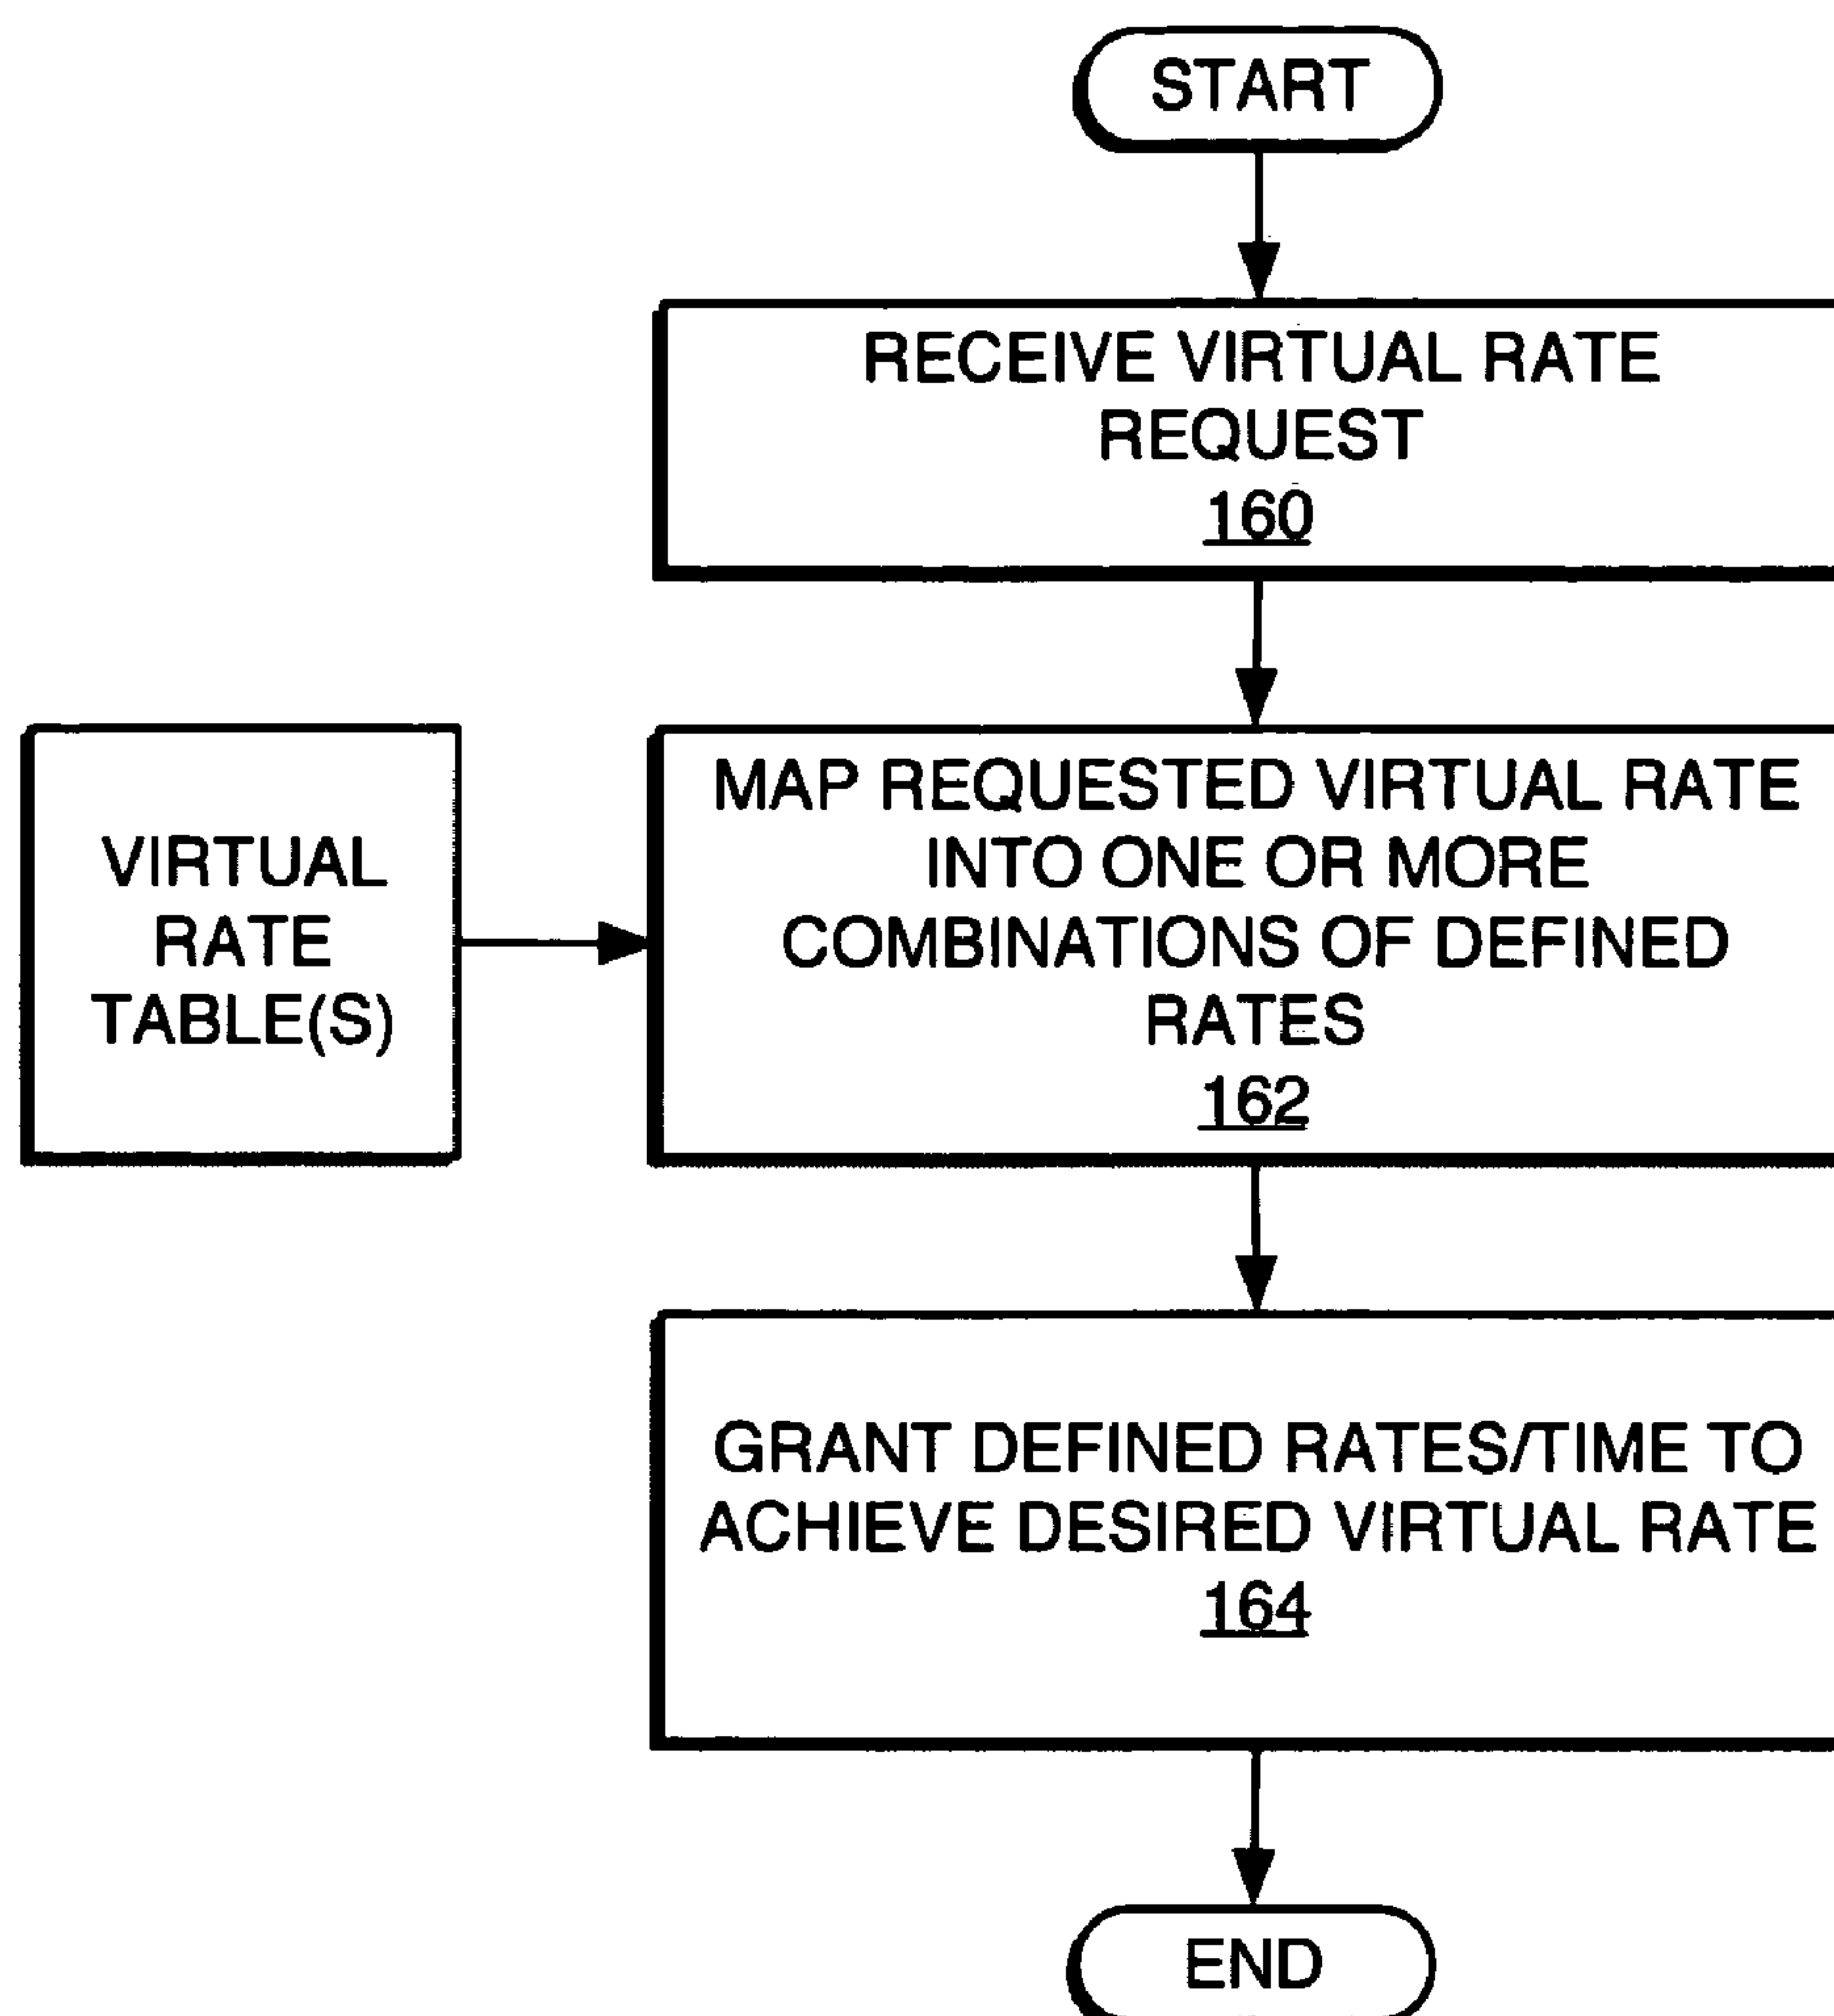 START
RECEIVE VIRTUAL RATE
REQUEST
160
VIRTUAL
RATE
TABLE(S)
MAP REQUESTED VIRTUAL RATE
INTO ONE OR MORE
COMBINATIONS OF DEFINED
RATES
162
GRANT DEFINED RATES/TIME TO
ACHIEVE DESIRED VIRTUAL RATE
164
END